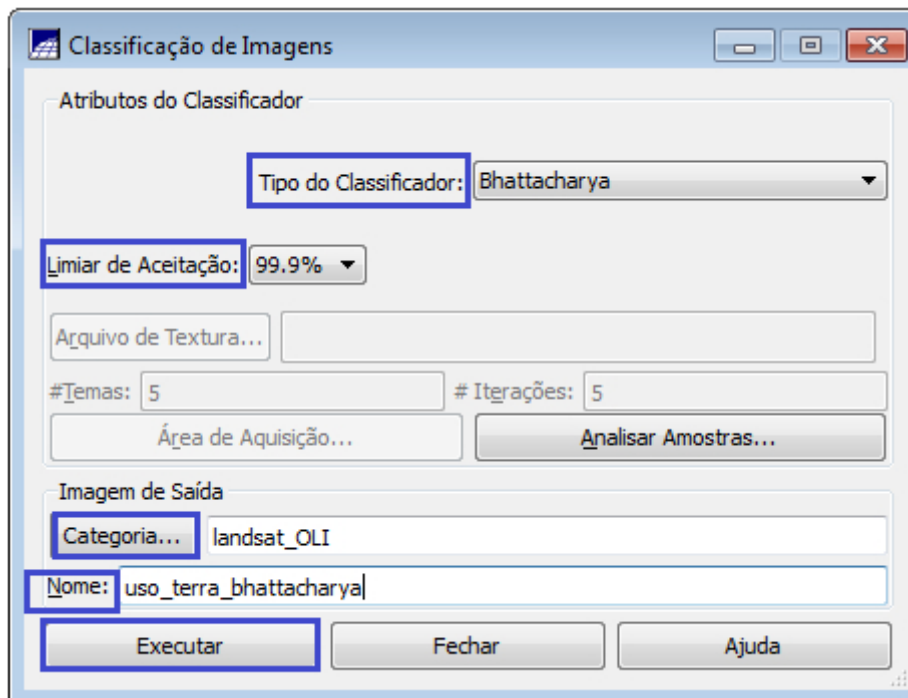 Classificação de Imagens
Atributos do Classificador
Tipo do Classificador: Bhattacharya
Limiar de Aceitação: 99.9%
Arquivo de Textura...
#Temas: 5 # Iterações: 5
Área de Aquisição... Analisar Amostras...
Imagem de Saída
Categoria... landsat_OLI
Nome: uso_terra_bhattacharya
Executar Fechar Ajuda